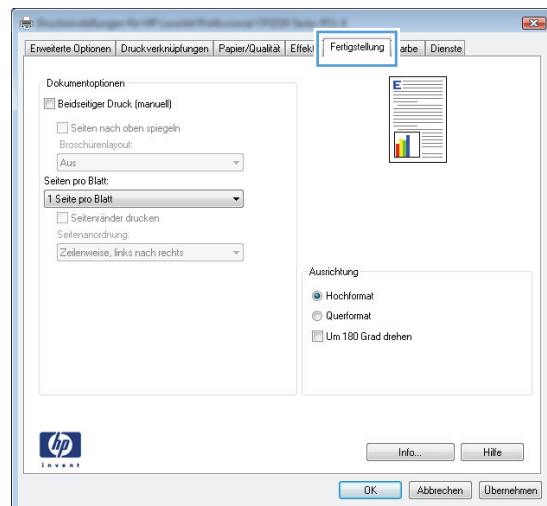 Erweiterte Optionen
Druckverknüpfungen
Papier/Qualität
Effek
Fertigstellung
arbe
Dienste
Dokumentoptionen
Beidseitiger Druck (manuell)
Seiten nach oben spiegeln
Broschürenlayout:
Aus
Seiten pro Blatt:
1 Seite pro Blatt
Seitenränder drucken
Seitenanordnung:
Zeilenweise, links nach rechts
E
Ausrichtung
Hochformat
Querformat
Um 180 Grad drehen
hp
invent
Info...
Hilfe
OK
Abbrechen
Übernehmen